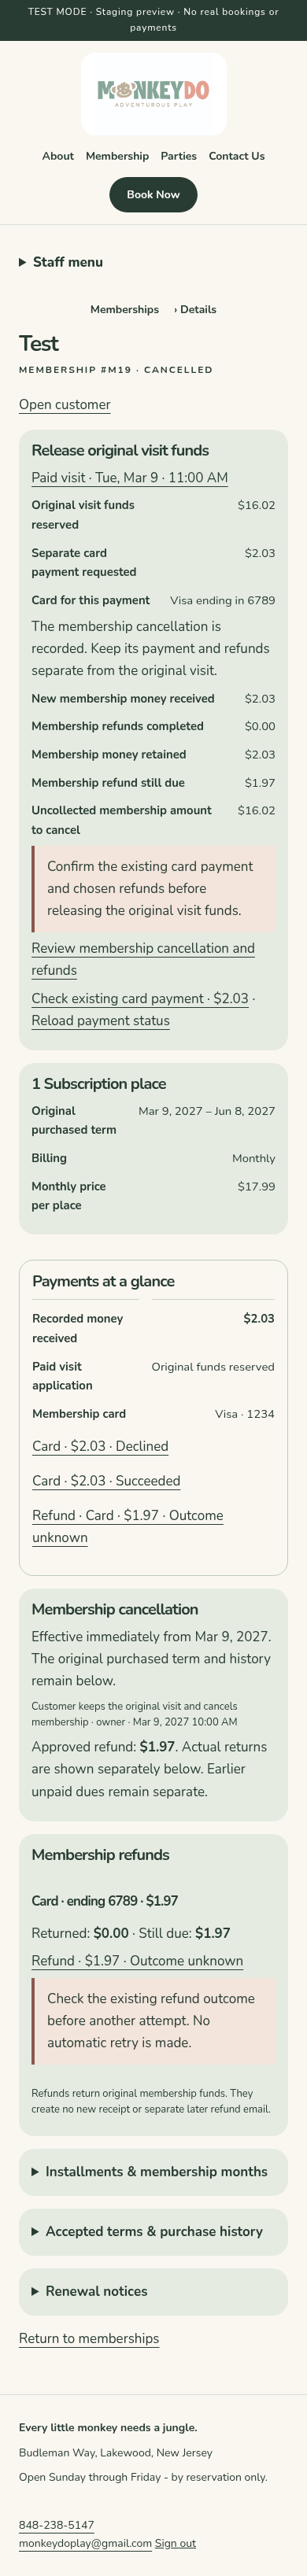 TEST MODE · Staging preview · No real bookings or
payments
MONKEYDO
ADVENTUROUS PLAY
About Membership Parties Contact Us
Book Now
▶ Staff menu
Memberships › Details
Test
MEMBERSHIP #M19 · CANCELLED
Open customer
Release original visit funds
Paid visit · Tue, Mar 9 · 11:00 AM
Original visit funds $16.02
reserved
Separate card $2.03
payment requested
Card for this payment Visa ending in 6789
The membership cancellation is
recorded. Keep its payment and refunds
separate from the original visit.
New membership money received $2.03
Membership refunds completed $0.00
Membership money retained $2.03
Membership refund still due $1.97
Uncollected membership amount $16.02
to cancel
Confirm the existing card payment
and chosen refunds before
releasing the original visit funds.
Review membership cancellation and
refunds
Check existing card payment · $2.03 ·
Reload payment status
1 Subscription place
Original Mar 9, 2027 – Jun 8, 2027
purchased term
Billing Monthly
Monthly price $17.99
per place
Payments at a glance
Recorded money $2.03
received
Paid visit Original funds reserved
application
Membership card Visa · 1234
Card · $2.03 · Declined
Card · $2.03 · Succeeded
Refund · Card · $1.97 · Outcome
unknown
Membership cancellation
Effective immediately from Mar 9, 2027.
The original purchased term and history
remain below.
Customer keeps the original visit and cancels
membership · owner · Mar 9, 2027 10:00 AM
Approved refund: $1.97. Actual returns
are shown separately below. Earlier
unpaid dues remain separate.
Membership refunds
Card · ending 6789 · $1.97
Returned: $0.00 · Still due: $1.97
Refund · $1.97 · Outcome unknown
Check the existing refund outcome
before another attempt. No
automatic retry is made.
Refunds return original membership funds. They
create no new receipt or separate later refund email.
▶ Installments & membership months
▶ Accepted terms & purchase history
▶ Renewal notices
Return to memberships
Every little monkey needs a jungle.
Budleman Way, Lakewood, New Jersey
Open Sunday through Friday - by reservation only.
848-238-5147
monkeydoplay@gmail.com Sign out